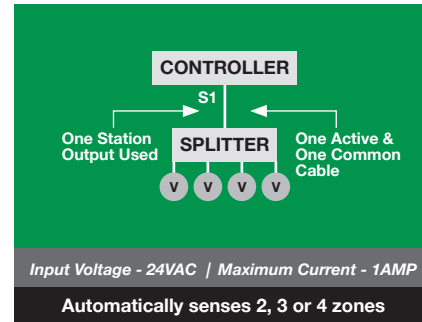 CONTROLLER
S1
One Station
Output Used
SPLITTER
One Active &
One Common
Cable
V V V V
Input Voltage - 24VAC | Maximum Current - 1AMP
Automatically senses 2, 3 or 4 zones